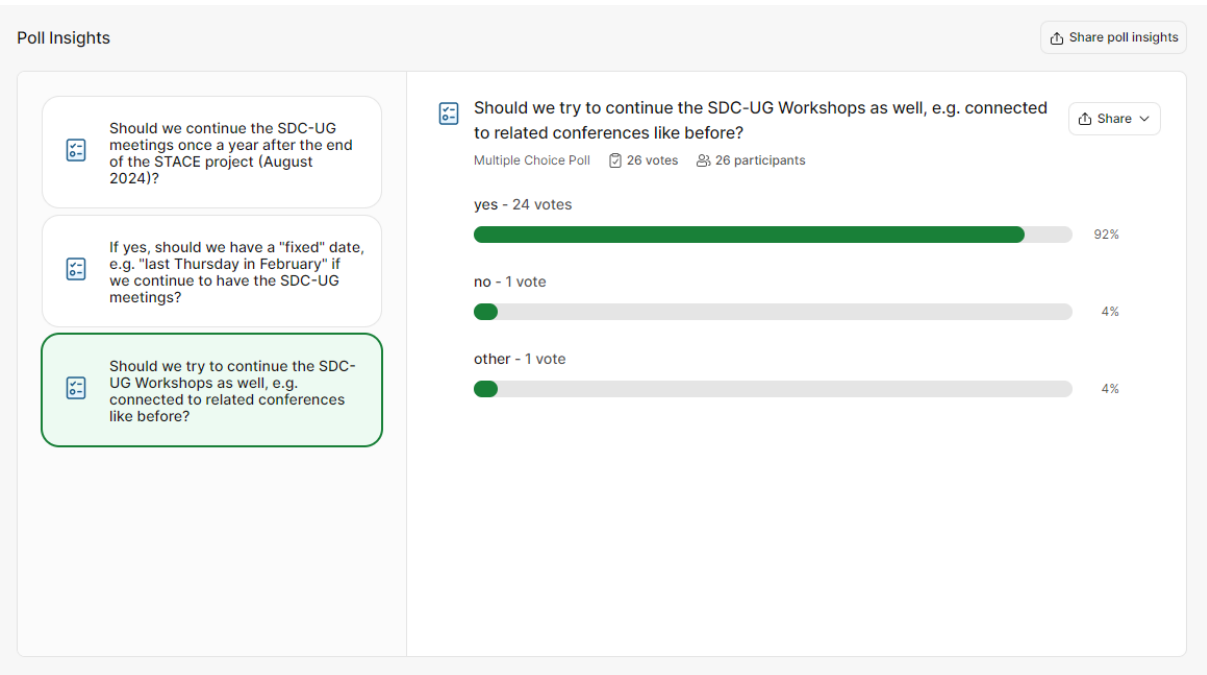 Poll Insights
Share poll insights
Should we continue the SDC-UG
meetings once a year after the end
of the STACE project (August
2024)?
If yes, should we have a "fixed" date,
e.g. "last Thursday in February" if
we continue to have the SDC-UG
meetings?
Should we try to continue the SDC-
UG Workshops as well, e.g.
connected to related conferences
like before?
Should we try to continue the SDC-UG Workshops as well, e.g. connected
to related conferences like before?
Share
Multiple Choice Poll 26 votes 26 participants
yes - 24 votes
92%
no - 1 vote
4%
other - 1 vote
4%